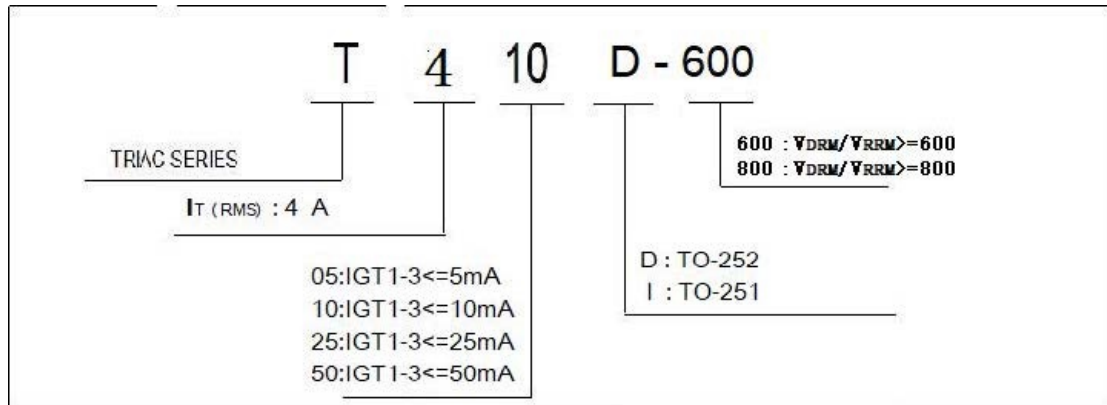 T 4 10 D - 600
600 : VDRM/VRRM>=600
800 : VDRM/VRRM>=800
TRIAC SERIES
IT (RMS) : 4 A
D : TO-252
I : TO-251
05:IGT1-3<=5mA
10:IGT1-3<=10mA
25:IGT1-3<=25mA
50:IGT1-3<=50mA